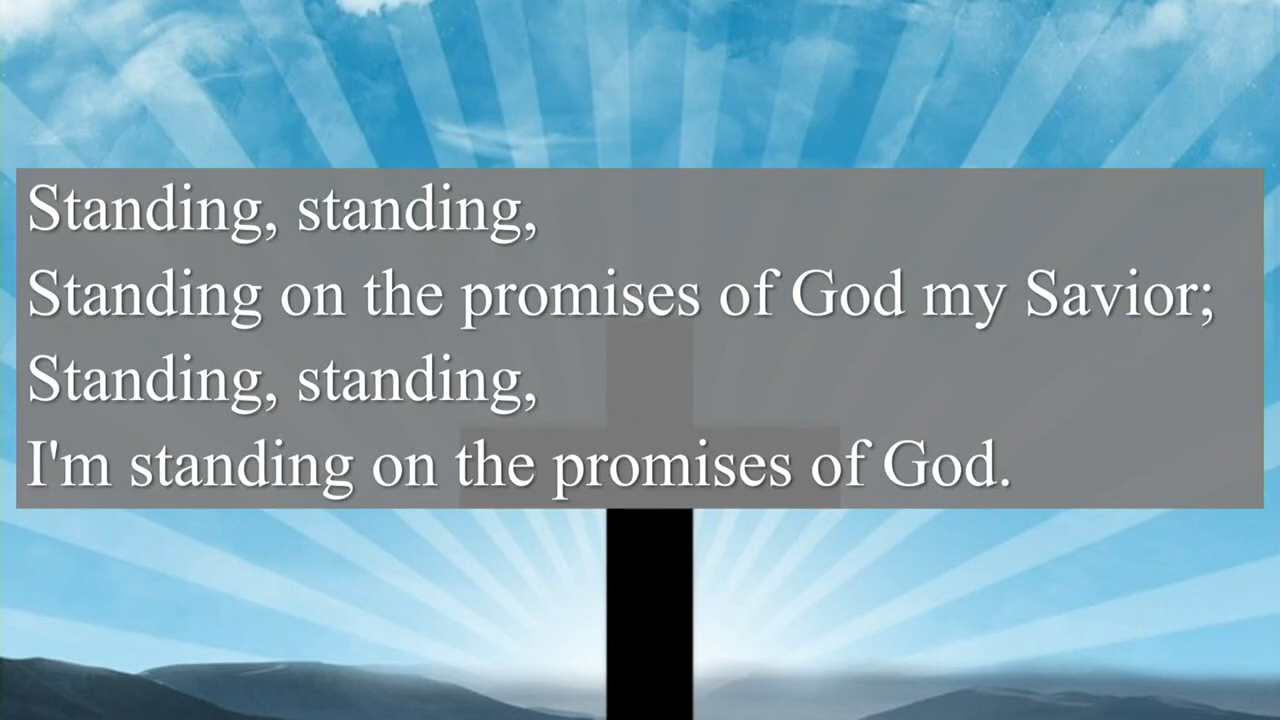 Standing, standing,
Standing on the promises of God my Savior;
Standing, standing,
I'm standing on the promises of God.